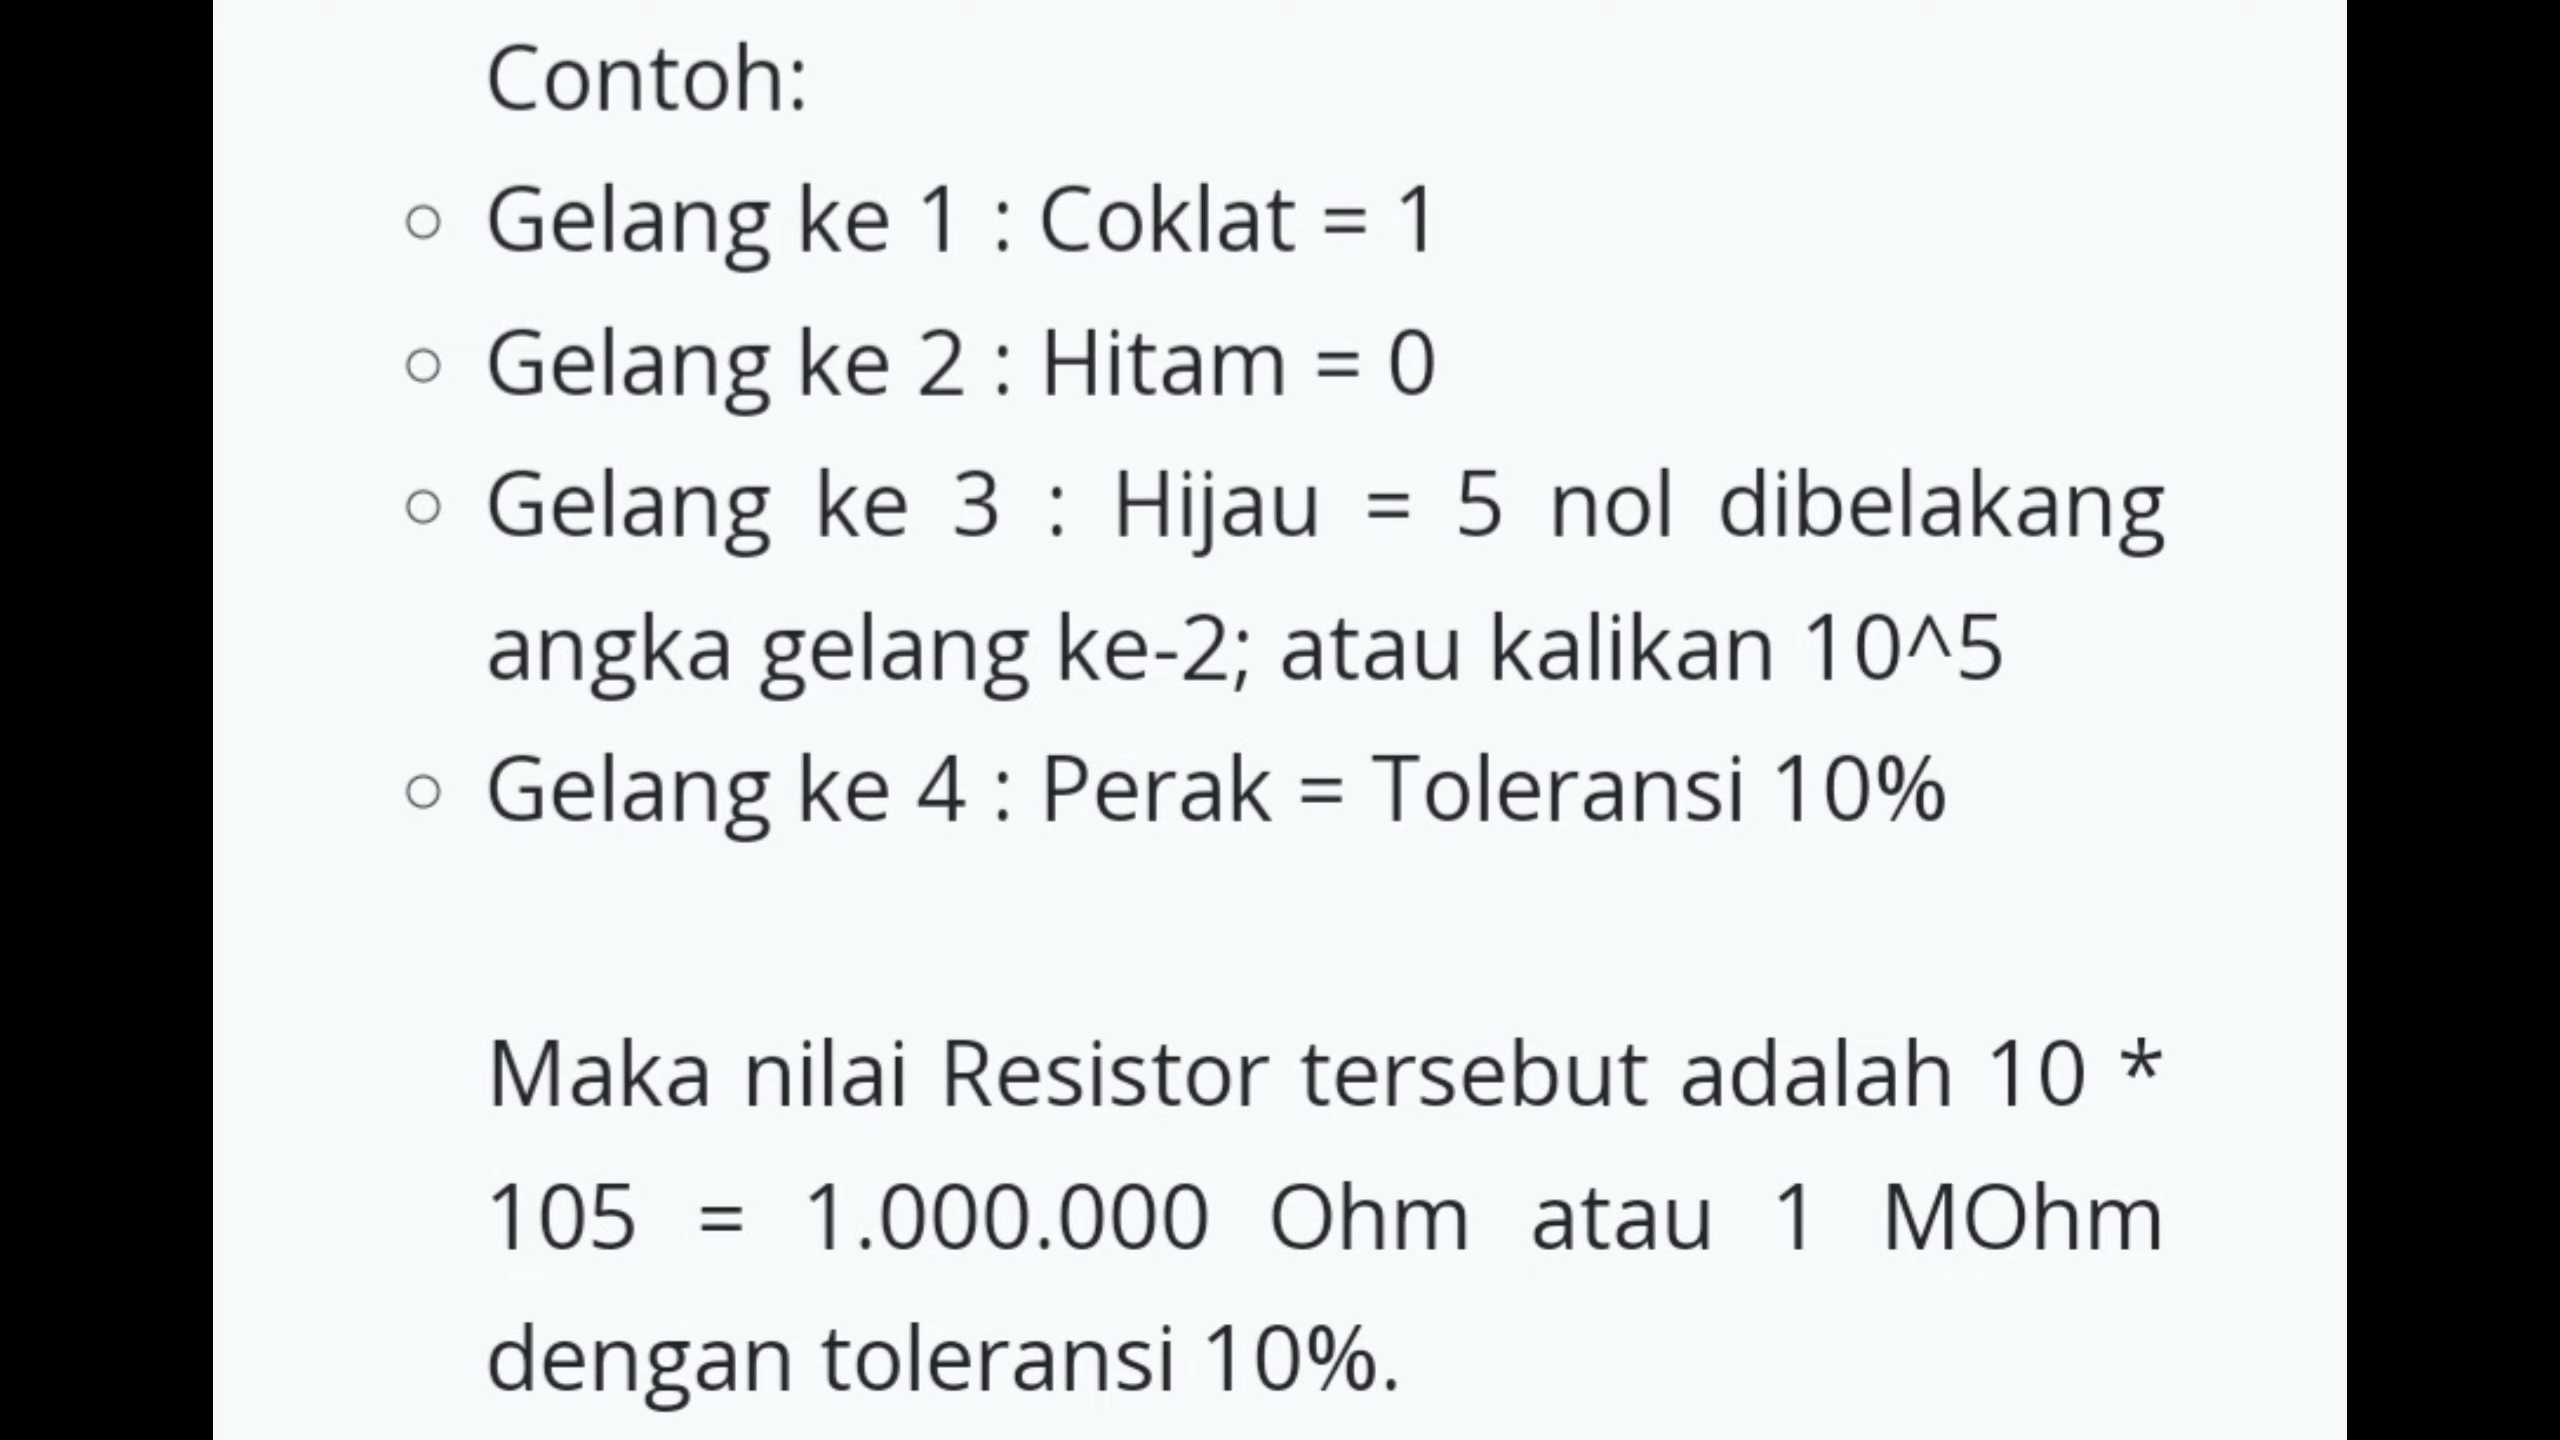 Contoh:
○ Gelang ke 1 : Coklat = 1
○ Gelang ke 2 : Hitam = 0
○ Gelang ke 3 : Hijau = 5 nol dibelakang
angka gelang ke-2; atau kalikan 10^5
○ Gelang ke 4 : Perak = Toleransi 10%
Maka nilai Resistor tersebut adalah 10 *
105 = 1.000.000 Ohm atau 1 MOhm
dengan toleransi 10%.